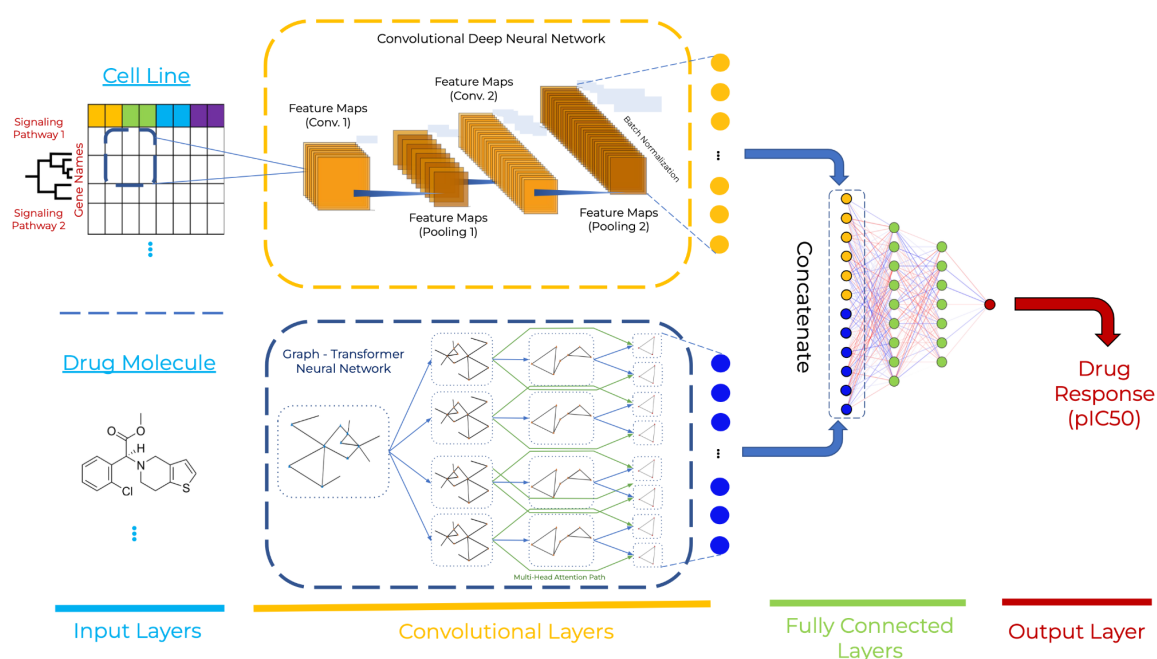 Convolutional Deep Neural Network
Cell Line
Signaling
Pathway 1
Gene Names
Signaling
Pathway 2
Feature Maps
(Conv. 1)
Feature Maps
(Conv. 2)
Batch Normalization
Feature Maps
(Pooling 1)
Feature Maps
(Pooling 2)
Concatenate
Drug Molecule
Graph - Transformer
Neural Network
O
O
H
N
Cl
S
Multi-Head Attention Path
Drug
Response
(pIC50)
Input Layers
Convolutional Layers
Fully Connected
Layers
Output Layer